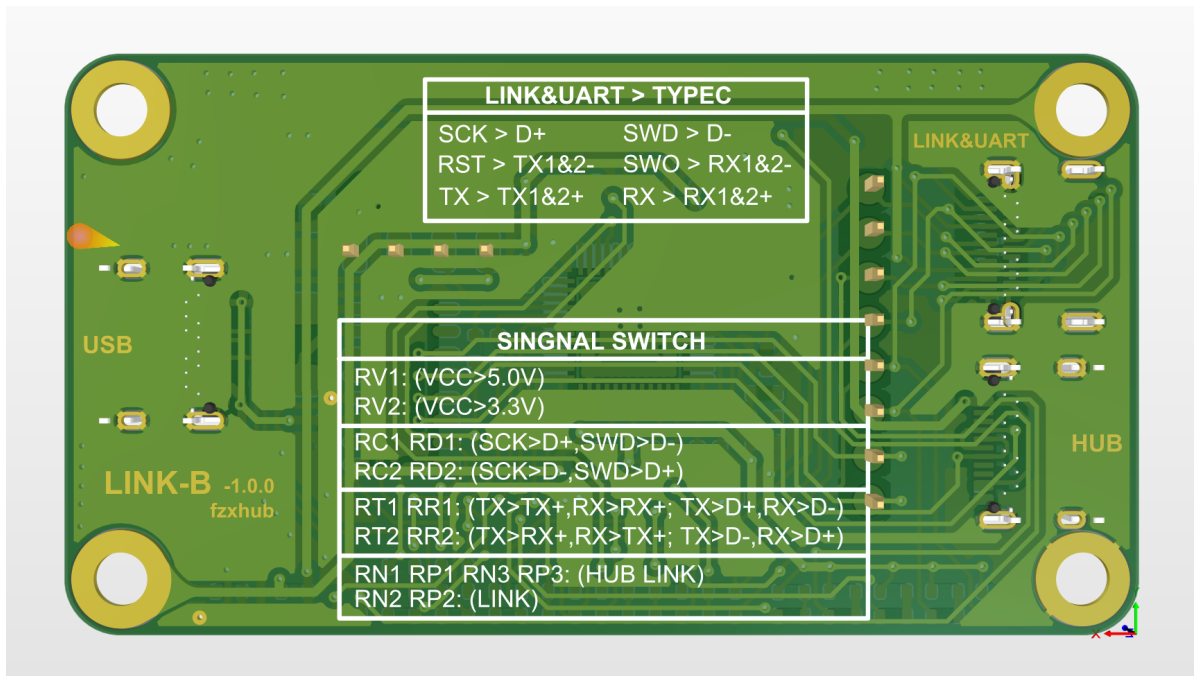 LINK&UART > TYPEC
SCK > D+ SWD > D-
RST > TX1&2- SWO > RX1&2-
TX > TX1&2+ RX > RX1&2+
LINK&UART
USB
SINGNAL SWITCH
RV1: (VCC>5.0V)
RV2: (VCC>3.3V)
RC1 RD1: (SCK>D+,SWD>D-)
RC2 RD2: (SCK>D-,SWD>D+)
RT1 RR1: (TX>TX+,RX>RX+; TX>D+,RX>D-)
RT2 RR2: (TX>RX+,RX>TX+; TX>D-,RX>D+)
RN1 RP1 RN3 RP3: (HUB LINK)
RN2 RP2: (LINK)
HUB
LINK-B -1.0.0
fzxhub
X